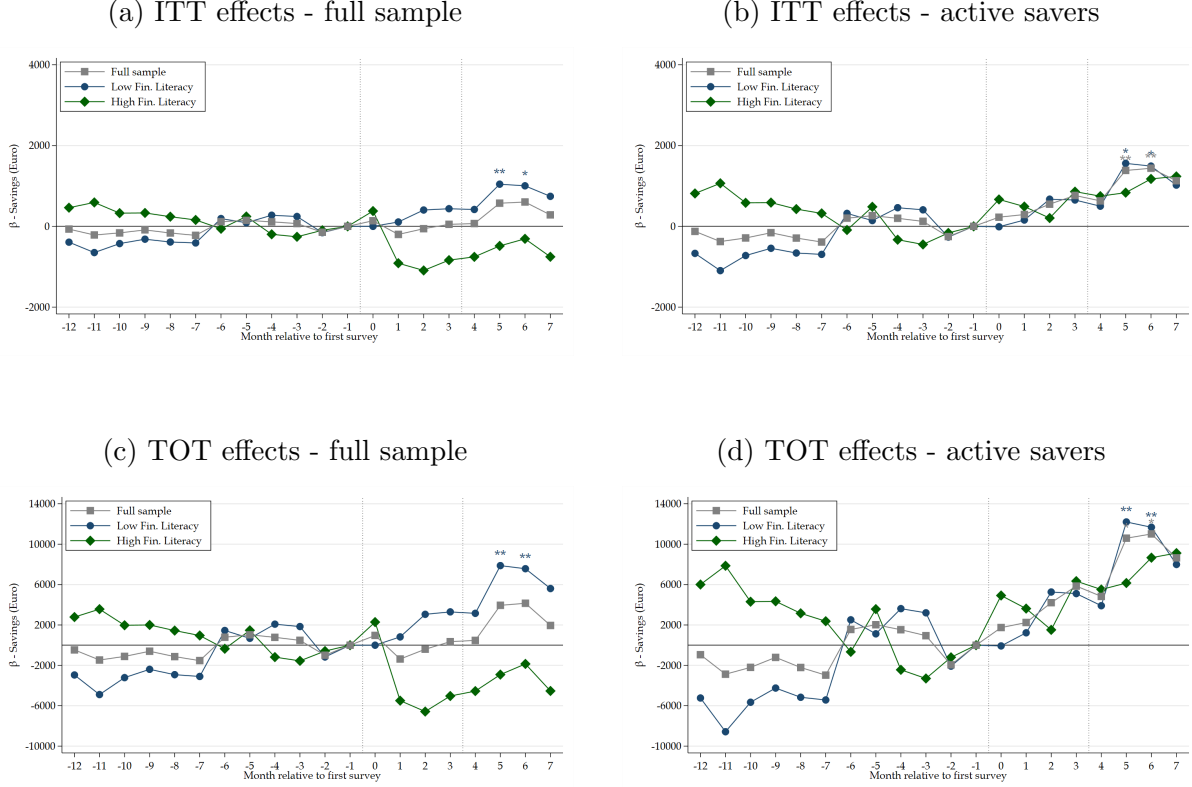 (a) ITT effects - full sample
β - Savings (Euro)
4000
2000
0
-2000
Full sample
Low Fin. Literacy
High Fin. Literacy
** *
-12 -11 -10 -9 -8 -7 -6 -5 -4 -3 -2 -1 0 1 2 3 4 5 6 7
Month relative to first survey
(b) ITT effects - active savers
β - Savings (Euro)
4000
2000
0
-2000
Full sample
Low Fin. Literacy
High Fin. Literacy
* *
** **
-12 -11 -10 -9 -8 -7 -6 -5 -4 -3 -2 -1 0 1 2 3 4 5 6 7
Month relative to first survey
(c) TOT effects - full sample
β - Savings (Euro)
14000
10000
6000
2000
-2000
-6000
-10000
Full sample
Low Fin. Literacy
High Fin. Literacy
** **
-12 -11 -10 -9 -8 -7 -6 -5 -4 -3 -2 -1 0 1 2 3 4 5 6 7
Month relative to first survey
(d) TOT effects - active savers
β - Savings (Euro)
14000
10000
6000
2000
-2000
-6000
-10000
Full sample
Low Fin. Literacy
High Fin. Literacy
** **
* *
-12 -11 -10 -9 -8 -7 -6 -5 -4 -3 -2 -1 0 1 2 3 4 5 6 7
Month relative to first survey